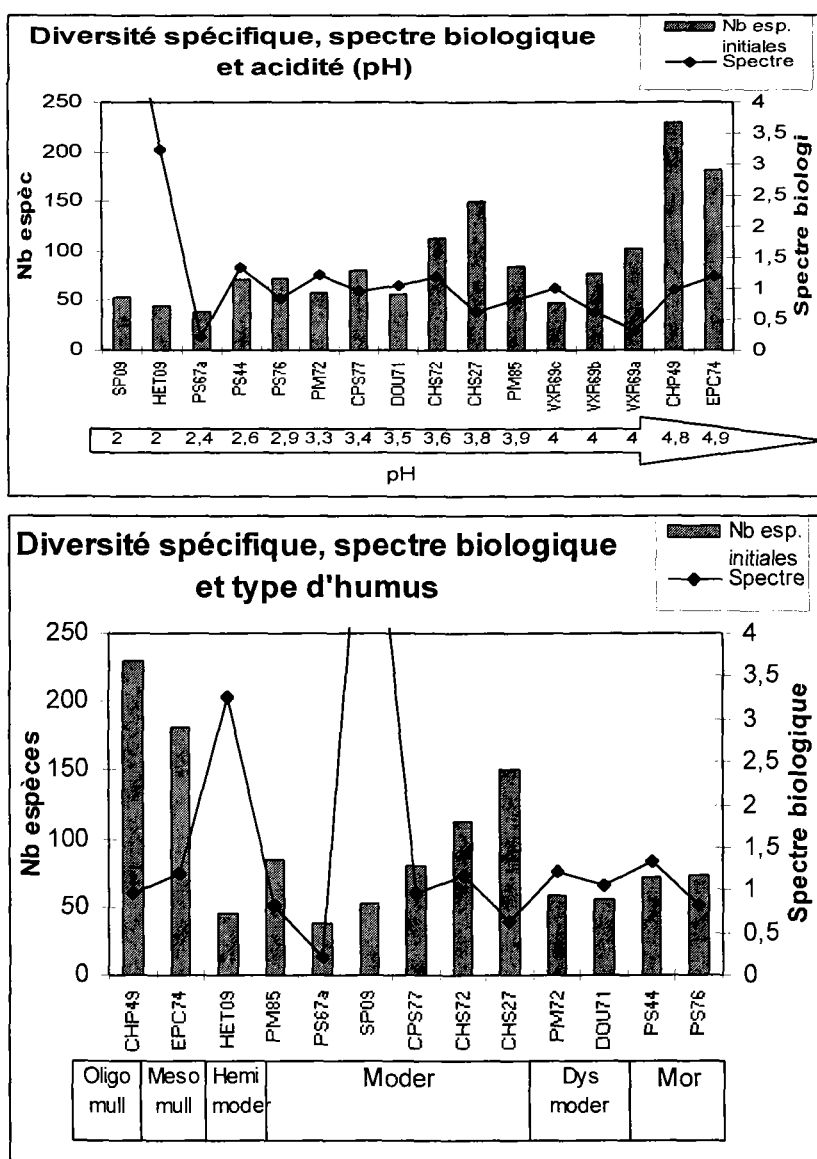 Diversité spécifique, spectre biologique
et acidité (pH)
Nb esp.
initiales
Spectre
250
200
150
100
50
0
Nb espèc
4
3,5
3
2,5
2
1,5
1
0,5
0
Spectre biologi
SP09 HET09 PS67a PS44 PS76 PM72 CPS77 DOU71 CHS72 CHS27 PM85 VXR69c VXR69b VXR69a CHP49 EPC74
2 2 2,4 2,6 2,9 3,3 3,4 3,5 3,6 3,8 3,9 4 4 4 4,8 4,9
pH
Diversité spécifique, spectre biologique
et type d'humus
Nb esp.
initiales
Spectre
250
200
150
100
50
0
Nb espèces
4
3,5
3
2,5
2
1,5
1
0,5
0
Spectre biologique
CHP49 EPC74 HET09 PM85 PS67a SP09 CPS77 CHS72 CHS27 PM72 DOU71 PS44 PS76
Oligo Meso Hemi Moder Dys Mor
mull mull moder moder